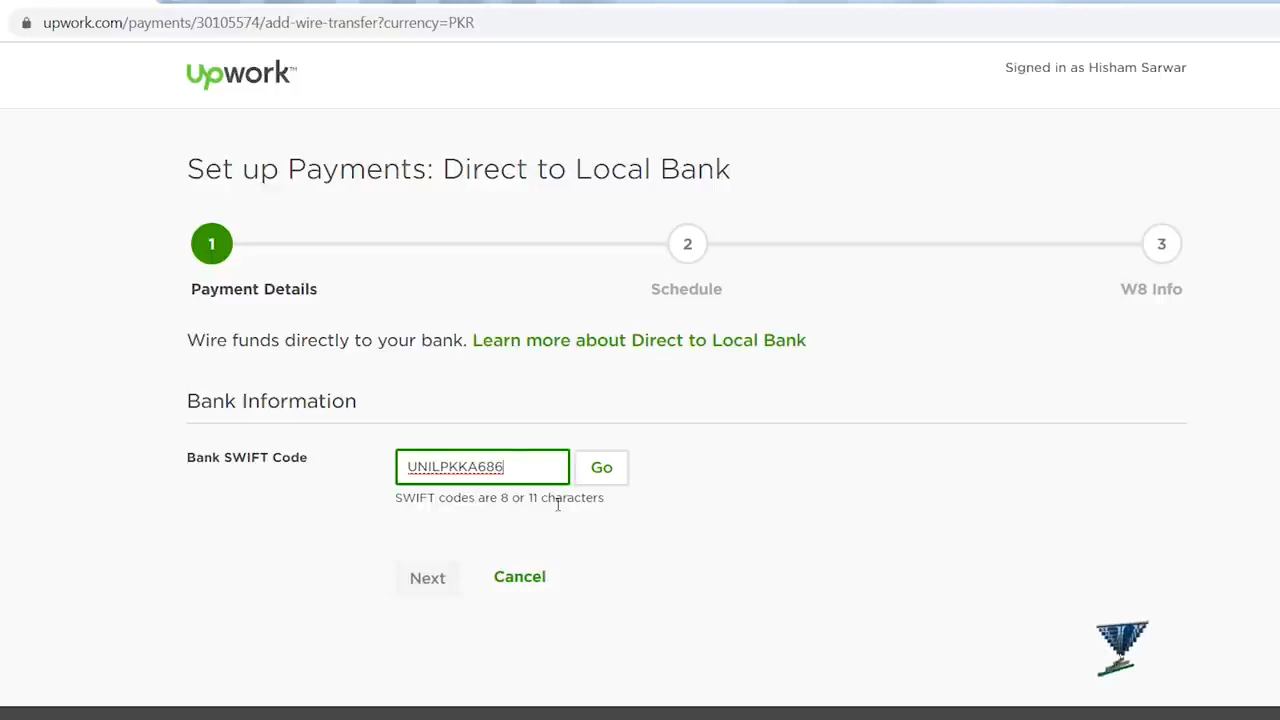 upwork.com/payments/30105574/add-wire-transfer?currency=PKR
upwork™
Signed in as Hisham Sarwar
Set up Payments: Direct to Local Bank
1
2
3
Payment Details
Schedule
W8 Info
Wire funds directly to your bank. Learn more about Direct to Local Bank
Bank Information
Bank SWIFT Code
UNILPKKA686
Go
SWIFT codes are 8 or 11 characters
Next
Cancel